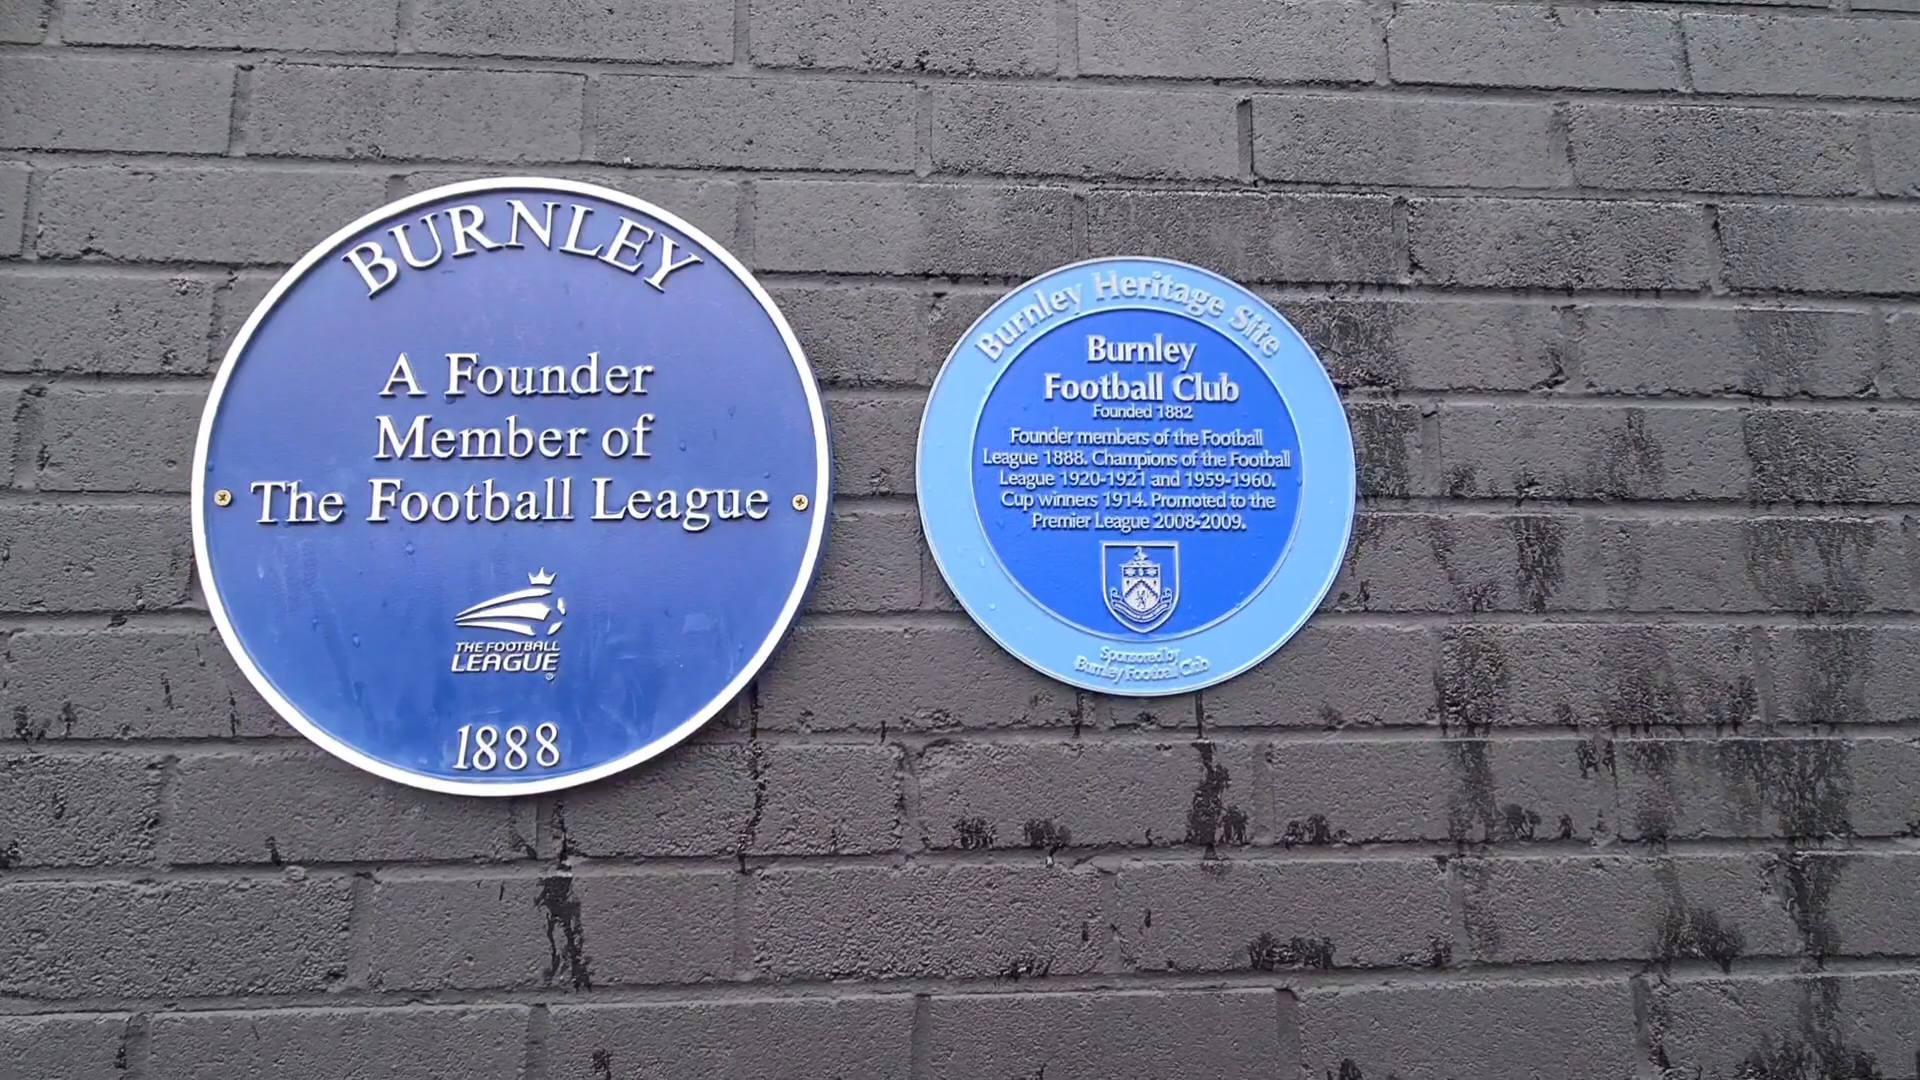 BURNLEY
A Founder
Member of
The Football League
THE FOOTBALL
LEAGUE
1888
Burnley Heritage Site
Burnley
Football Club
Founded 1882
Founder members of the Football
League 1888. Champions of the Football
League 1920-1921 and 1959-1960.
Cup winners 1914. Promoted to the
Premier League 2008-2009.
Sponsored by
Burnley Football Club